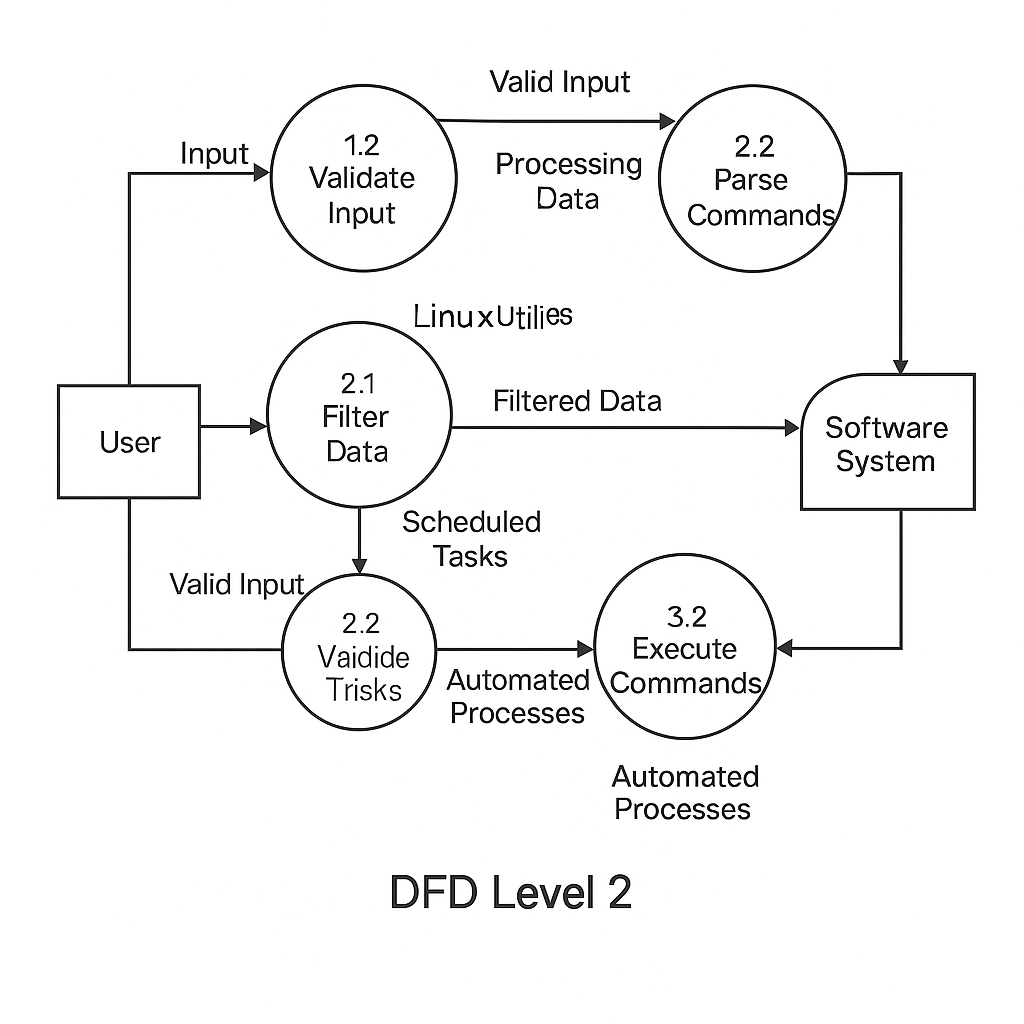 Valid Input
Input
1.2
Validate
Input
Processing
Data
2.2
Parse
Commands
LinuxUtilies
2.1
Filter
Data
Filtered Data
User
Software
System
Scheduled
Tasks
Valid Input
2.2
Vaidide
Trisks
Automated
Processes
3.2
Execute
Commands
Automated
Processes
DFD Level 2